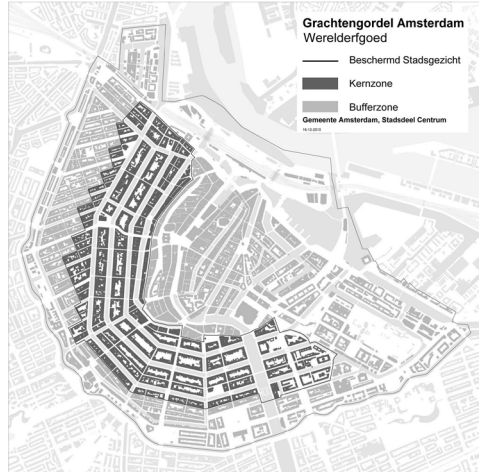 Grachtengordel Amsterdam
Werelderfgoed
Beschermd Stadsgezicht
Kernzone
Bufferzone
Gemeente Amsterdam, Stadsdeel Centrum